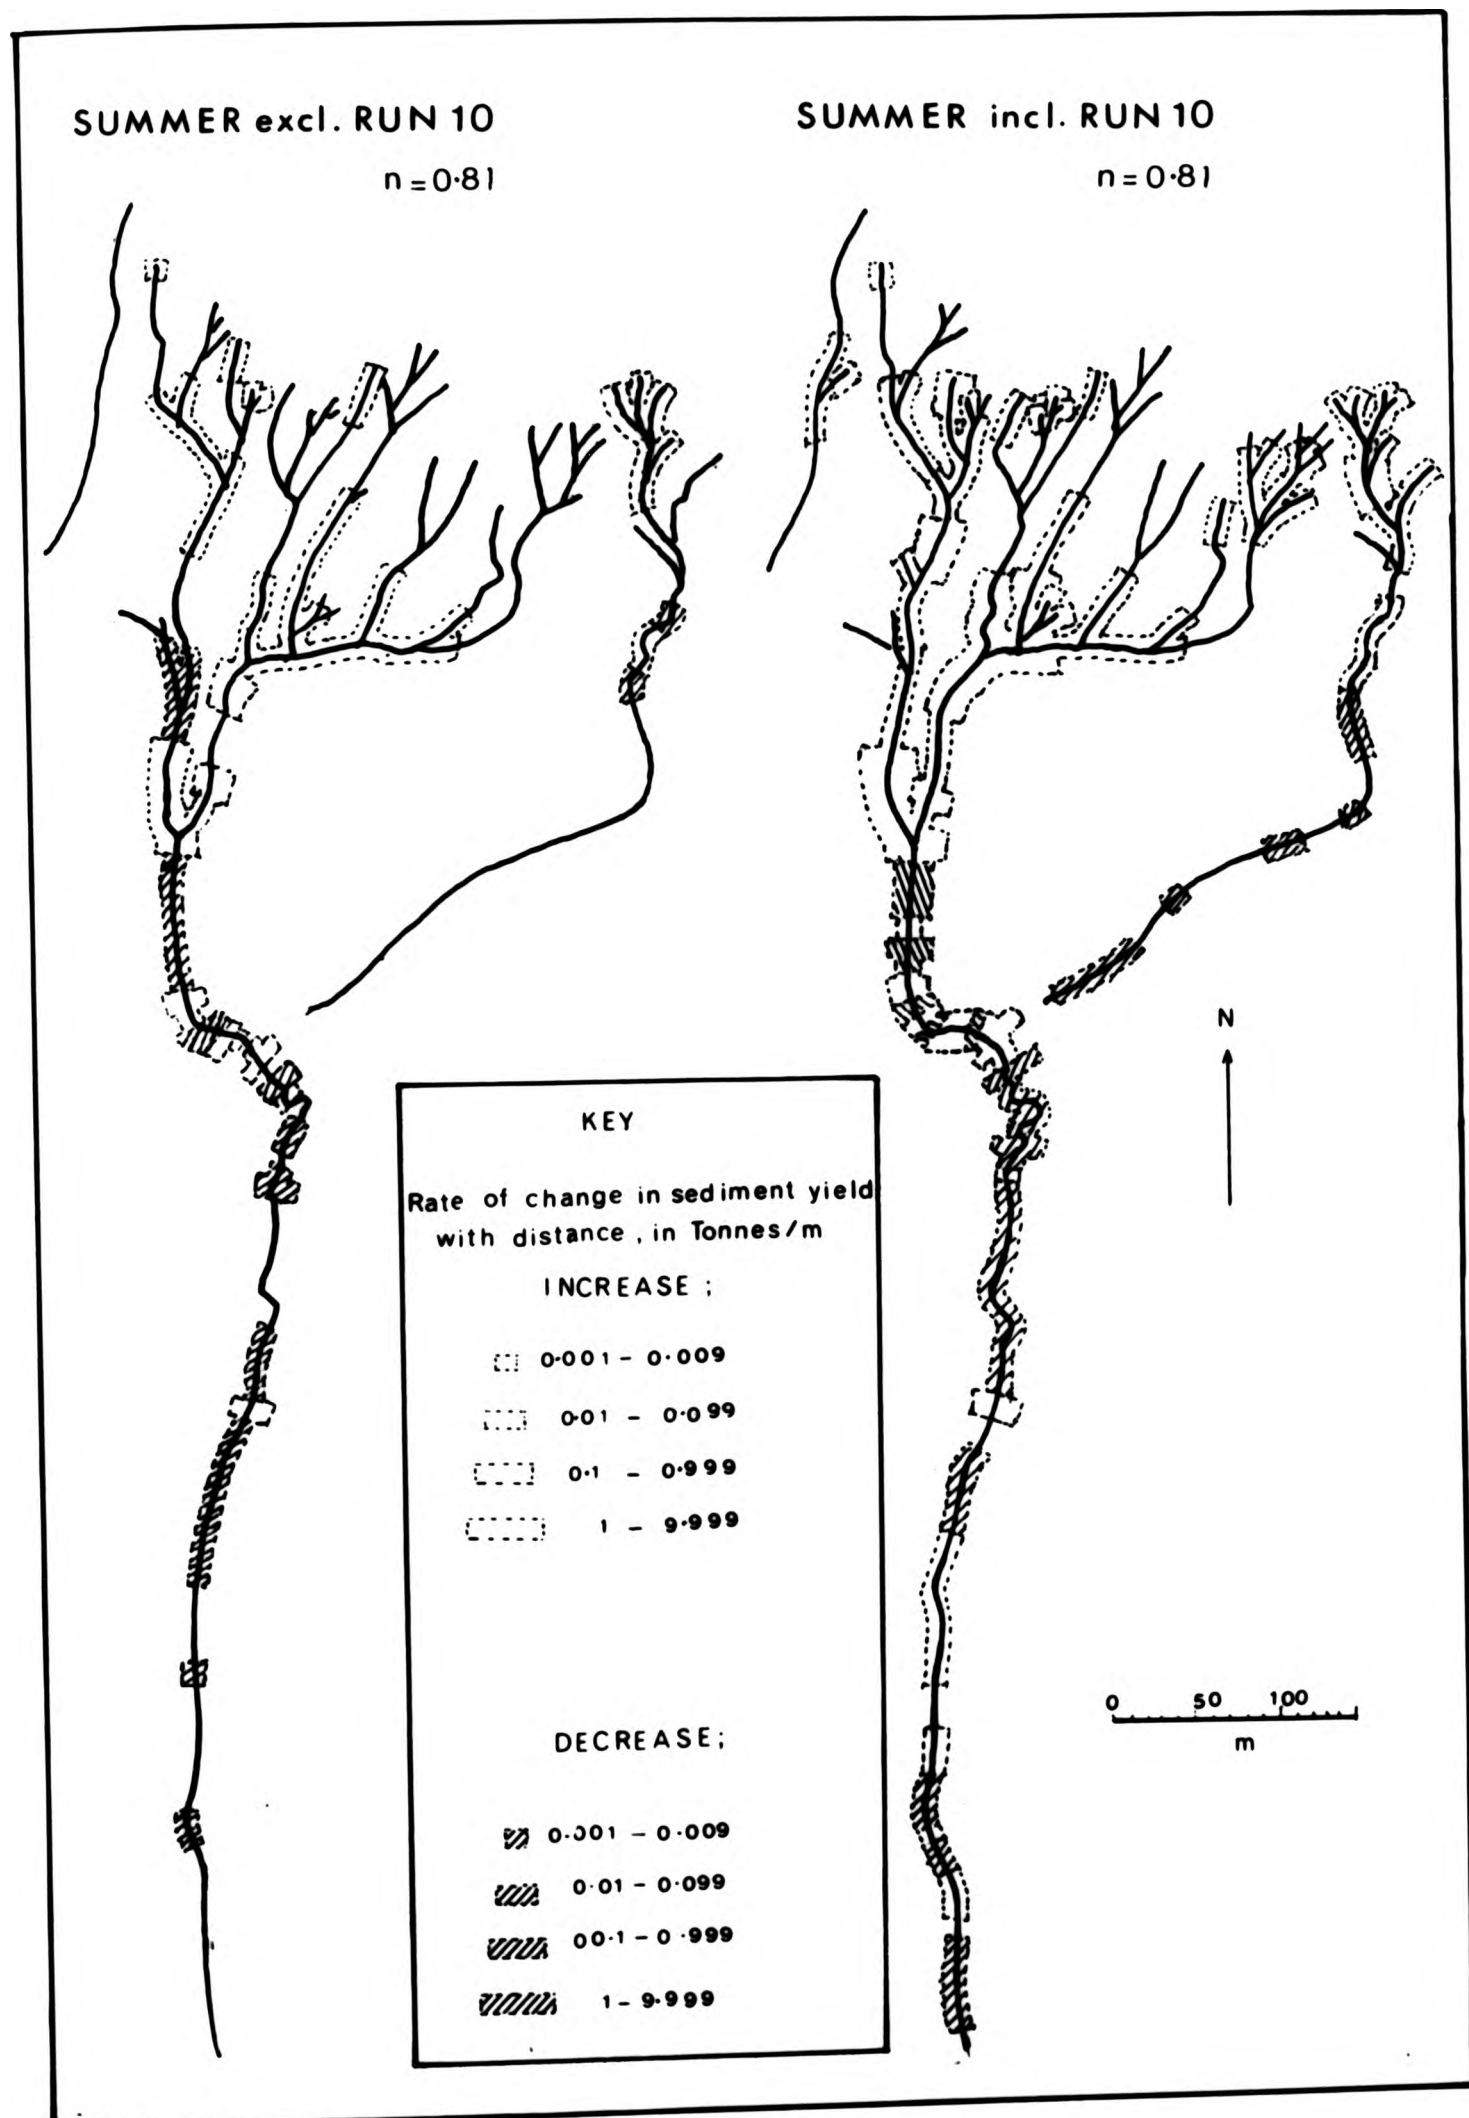 SUMMER excl. RUN 10
n = 0·81
SUMMER incl. RUN 10
n = 0·81
N
KEY
Rate of change in sediment yield
with distance, in Tonnes/m
INCREASE ;
0·001 - 0·009
0·01 - 0·099
0·1 - 0·999
1 - 9·999
DECREASE ;
0·001 - 0·009
0·01 - 0·099
00·1 - 0·999
1 - 9·999
0 50 100
m